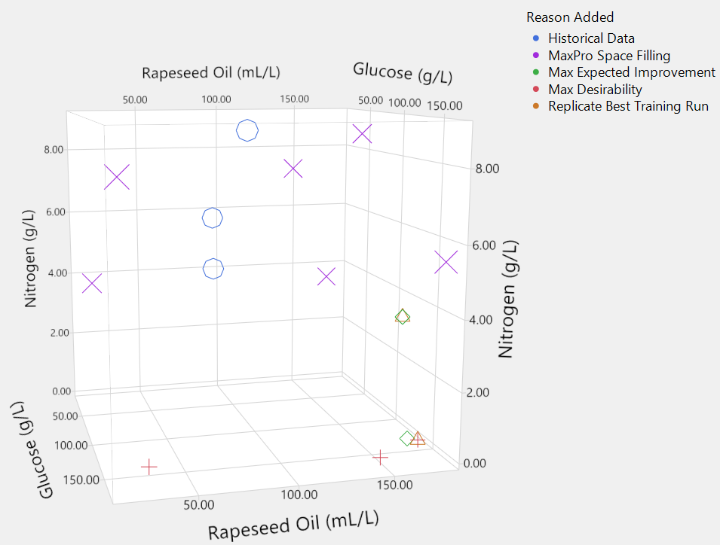 Reason Added
Historical Data
MaxPro Space Filling
Max Expected Improvement
Max Desirability
Replicate Best Training Run
Rapeseed Oil (mL/L)
Glucose (g/L)
50.00 100.00 150.00
50.00 100.00 150.00
8.00
6.00
4.00
2.00
0.00
Nitrogen (g/L)
8.00
6.00
4.00
2.00
0.00
Nitrogen (g/L)
50.00
100.00
150.00
Glucose (g/L)
50.00
100.00
150.00
Rapeseed Oil (mL/L)